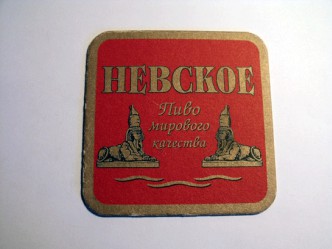 НЕВСКОЕ
Пиво
мирового
качества